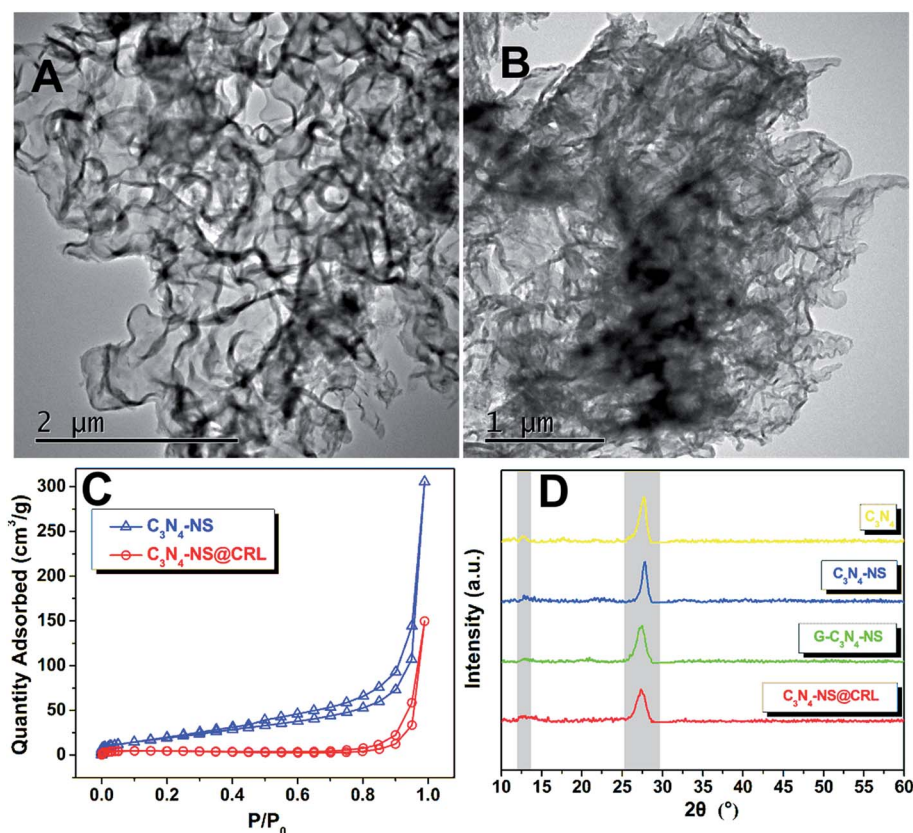 A
B
2 µm
1 µm
C
D
Quantity Adsorbed (cm³/g)
300
250
200
150
100
50
0
C₃N₄-NS
C₃N₄-NS@CRL
0.0 0.2 0.4 0.6 0.8 1.0
P/P₀
Intensity (a.u.)
C₃N₄
C₃N₄-NS
G-C₃N₄-NS
C₃N₄-NS@CRL
10 15 20 25 30 35 40 45 50 55 60
2θ (°)